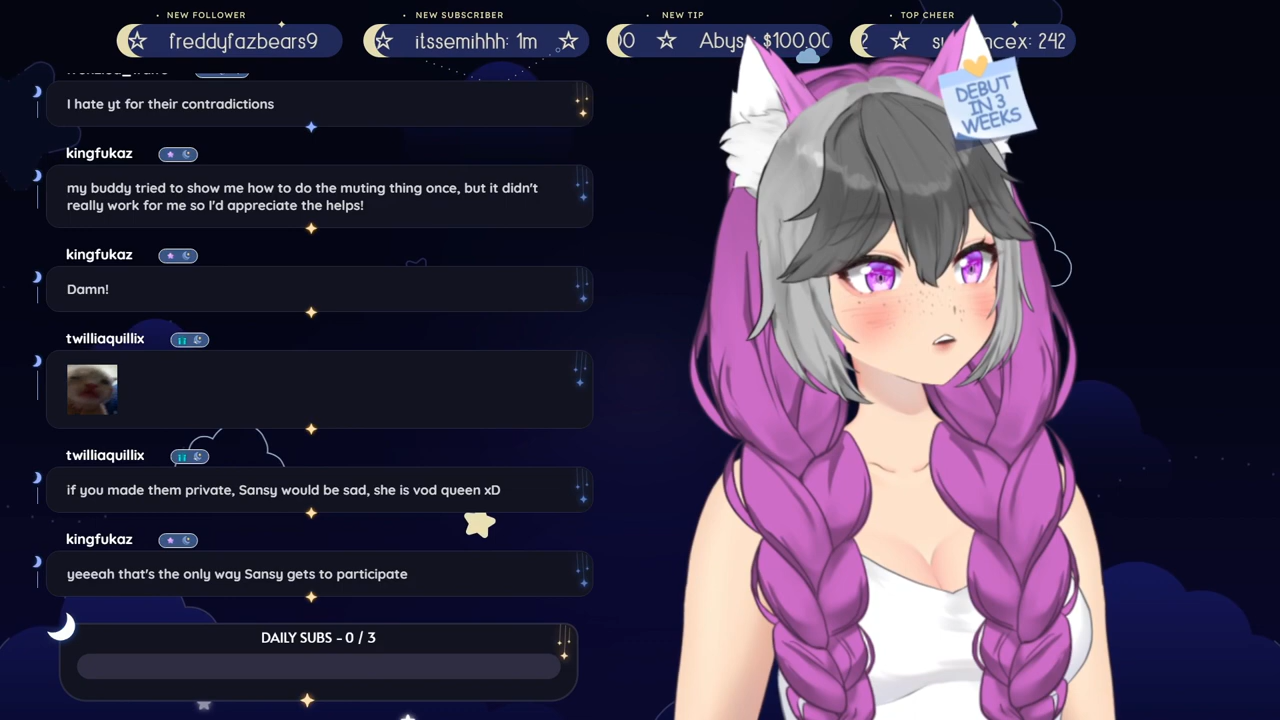 NEW FOLLOWER
freddyfazbears9
NEW SUBSCRIBER
itssemihhh: 1m
NEW TIP
$100.00
TOP CHEER
242
DEBUT
IN 3
WEEKS
I hate yt for their contradictions
kingfukaz
my buddy tried to show me how to do the muting thing once, but it didn't
really work for me so I'd appreciate the helps!
kingfukaz
Damn!
twilliaquillix
twilliaquillix
if you made them private, Sansy would be sad, she is vod queen xD
kingfukaz
yeeeah that's the only way Sansy gets to participate
DAILY SUBS - 0 / 3